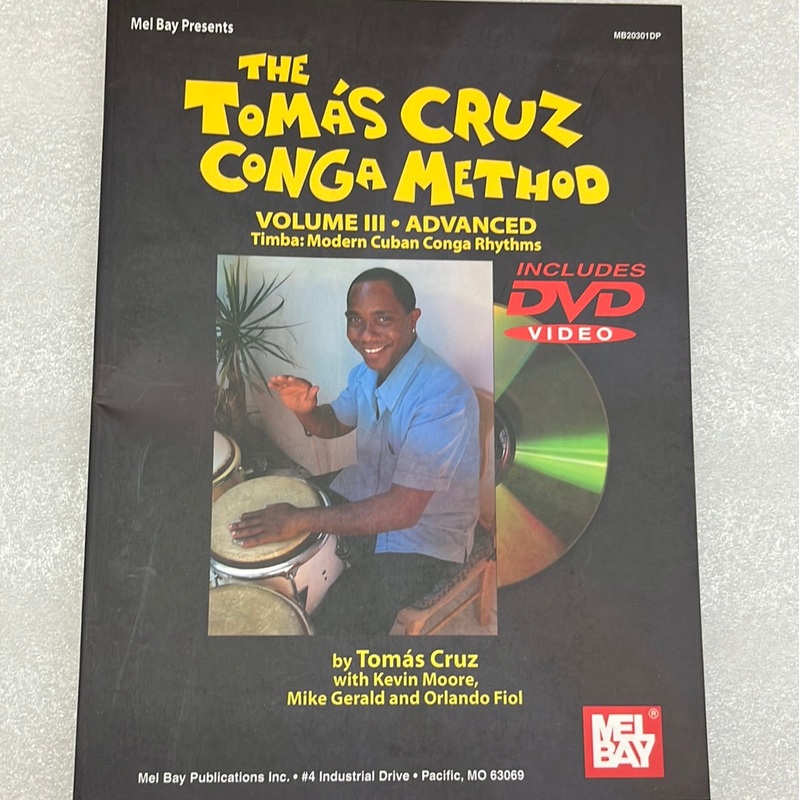 Mel Bay Presents
MB20301DP
THE
TOMÁS CRUZ
CONGA METHOD
VOLUME III • ADVANCED
Timba: Modern Cuban Conga Rhythms
INCLUDES
DVD
VIDEO
by Tomás Cruz
with Kevin Moore,
Mike Gerald and Orlando Fiol
MEL
BAY®
Mel Bay Publications Inc. • #4 Industrial Drive • Pacific, MO 63069